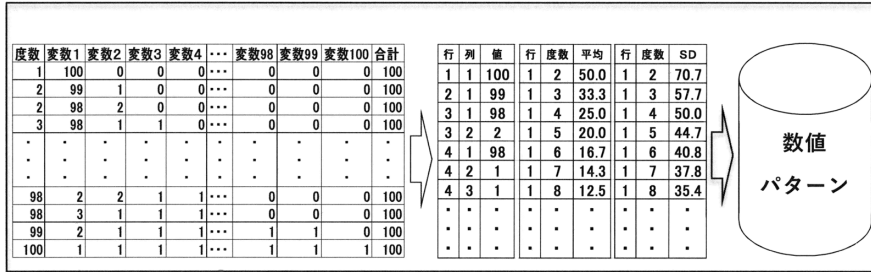 度数 変数1 変数2 変数3 変数4 ・・・ 変数98 変数99 変数100 合計
1 100 0 0 0 ・・・ 0 0 0 100
2 99 1 0 0 ・・・ 0 0 0 100
2 98 2 0 0 ・・・ 0 0 0 100
3 98 1 1 0 ・・・ 0 0 0 100
・ ・ ・ ・ ・ ・ ・ ・ ・ ・
・ ・ ・ ・ ・ ・ ・ ・ ・ ・
・ ・ ・ ・ ・ ・ ・ ・ ・ ・
98 2 2 1 1 ・・・ 0 0 0 100
98 3 1 1 1 ・・・ 0 0 0 100
99 2 1 1 1 ・・・ 1 1 0 100
100 1 1 1 1 ・・・ 1 1 1 100
行 列 値
1 1 100
2 1 99
3 1 98
3 2 2
4 1 98
4 2 1
4 3 1
・ ・ ・
・ ・ ・
・ ・ ・
行 度数 平均
1 2 50.0
1 3 33.3
1 4 25.0
1 5 20.0
1 6 16.7
1 7 14.3
1 8 12.5
・ ・ ・
・ ・ ・
・ ・ ・
行 度数 SD
1 2 70.7
1 3 57.7
1 4 50.0
1 5 44.7
1 6 40.8
1 7 37.8
1 8 35.4
・ ・ ・
・ ・ ・
・ ・ ・
数値
パターン